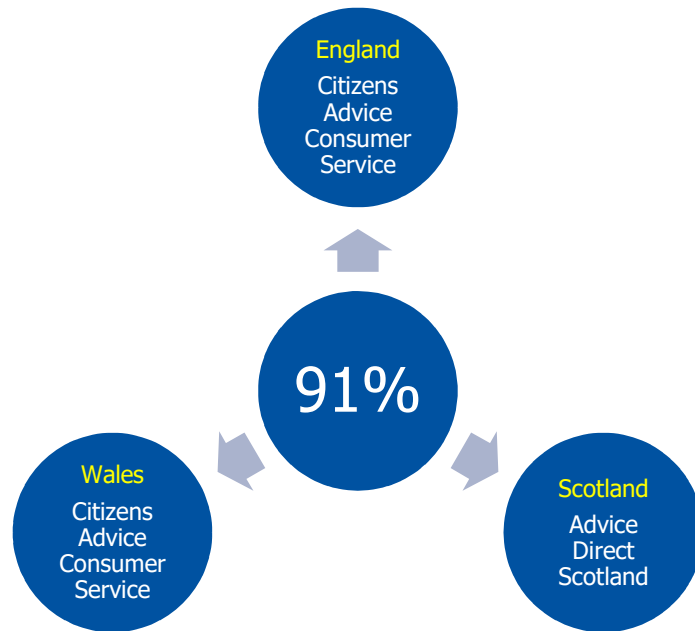 England
Citizens
Advice
Consumer
Service
91%
Wales
Citizens
Advice
Consumer
Service
Scotland
Advice
Direct
Scotland